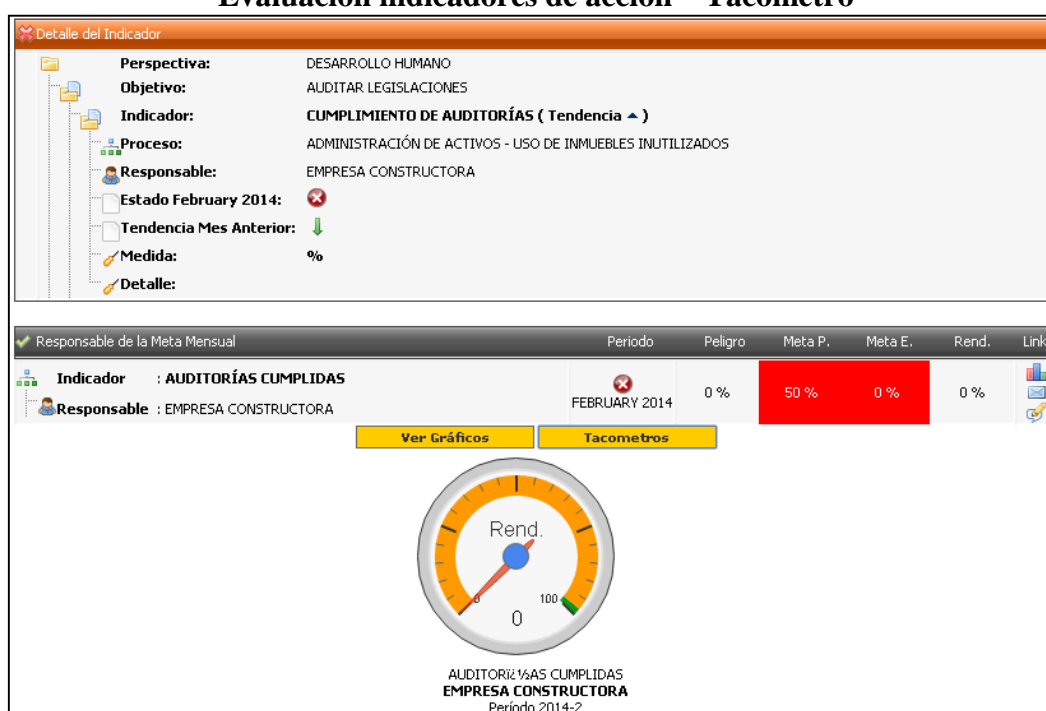 Evaluación indicadores de acción – Tacómetro
Detalle del Indicador
Perspectiva: DESARROLLO HUMANO
Objetivo: AUDITAR LEGISLACIONES
Indicador: CUMPLIMIENTO DE AUDITORÍAS ( Tendencia )
Proceso: ADMINISTRACIÓN DE ACTIVOS - USO DE INMUEBLES INUTILIZADOS
Responsable: EMPRESA CONSTRUCTORA
Estado February 2014:
Tendencia Mes Anterior:
Medida: %
Detalle:
Responsable de la Meta Mensual Periodo Peligro Meta P. Meta E. Rend. Link
Indicador : AUDITORÍAS CUMPLIDAS
Responsable : EMPRESA CONSTRUCTORA
FEBRUARY 2014 0 % 50 % 0 % 0 %
Ver Gráficos Tacometros
Rend.
0 100
0
AUDITORï¿½AS CUMPLIDAS
EMPRESA CONSTRUCTORA
Período 2014-2